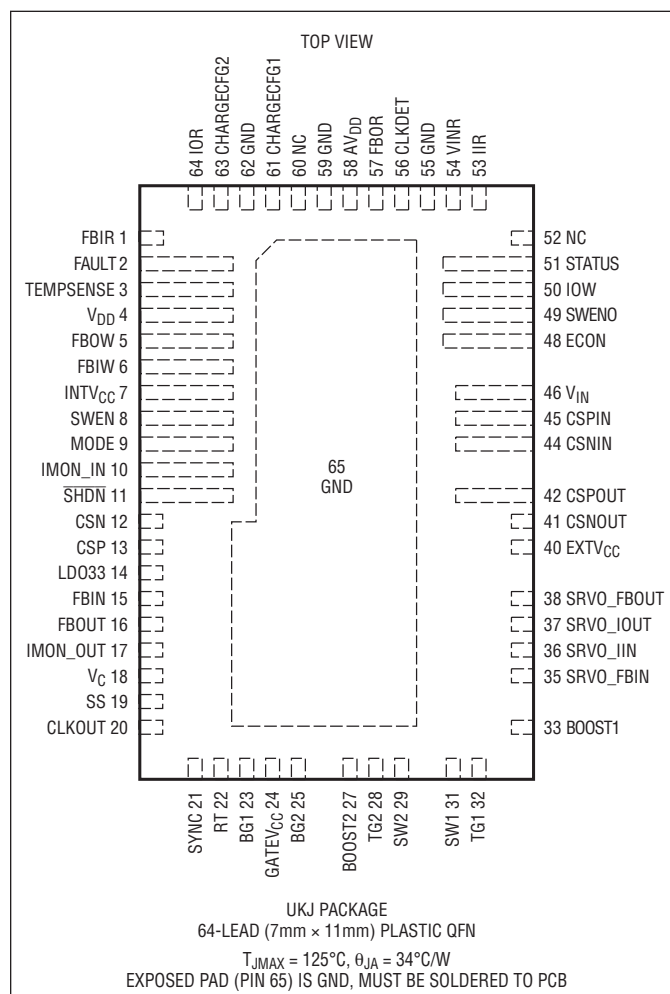 TOP VIEW
64 IOR
63 CHARGECFG2
62 GND
61 CHARGECFG1
60 NC
59 GND
58 AVDD
57 FBOR
56 CLKDET
55 GND
54 VINR
53 IIR
FBIR 1
FAULT 2
TEMPSENSE 3
VDD 4
FBOW 5
FBIW 6
INTVCC 7
SWEN 8
MODE 9
IMON_IN 10
SHDN 11
CSN 12
CSP 13
LDO33 14
FBIN 15
FBOUT 16
IMON_OUT 17
VC 18
SS 19
CLKOUT 20
65
GND
52 NC
51 STATUS
50 IOW
49 SWENO
48 ECON
46 VIN
45 CSPIN
44 CSNIN
42 CSPOUT
41 CSNOUT
40 EXTVCC
38 SRVO_FBOUT
37 SRVO_IOUT
36 SRVO_IIN
35 SRVO_FBIN
33 BOOST1
SYNC 21
RT 22
BG1 23
GATEVCC 24
BG2 25
BOOST2 27
TG2 28
SW2 29
SW1 31
TG1 32
UKJ PACKAGE
64-LEAD (7mm × 11mm) PLASTIC QFN
TJMAX = 125°C, θJA = 34°C/W
EXPOSED PAD (PIN 65) IS GND, MUST BE SOLDERED TO PCB